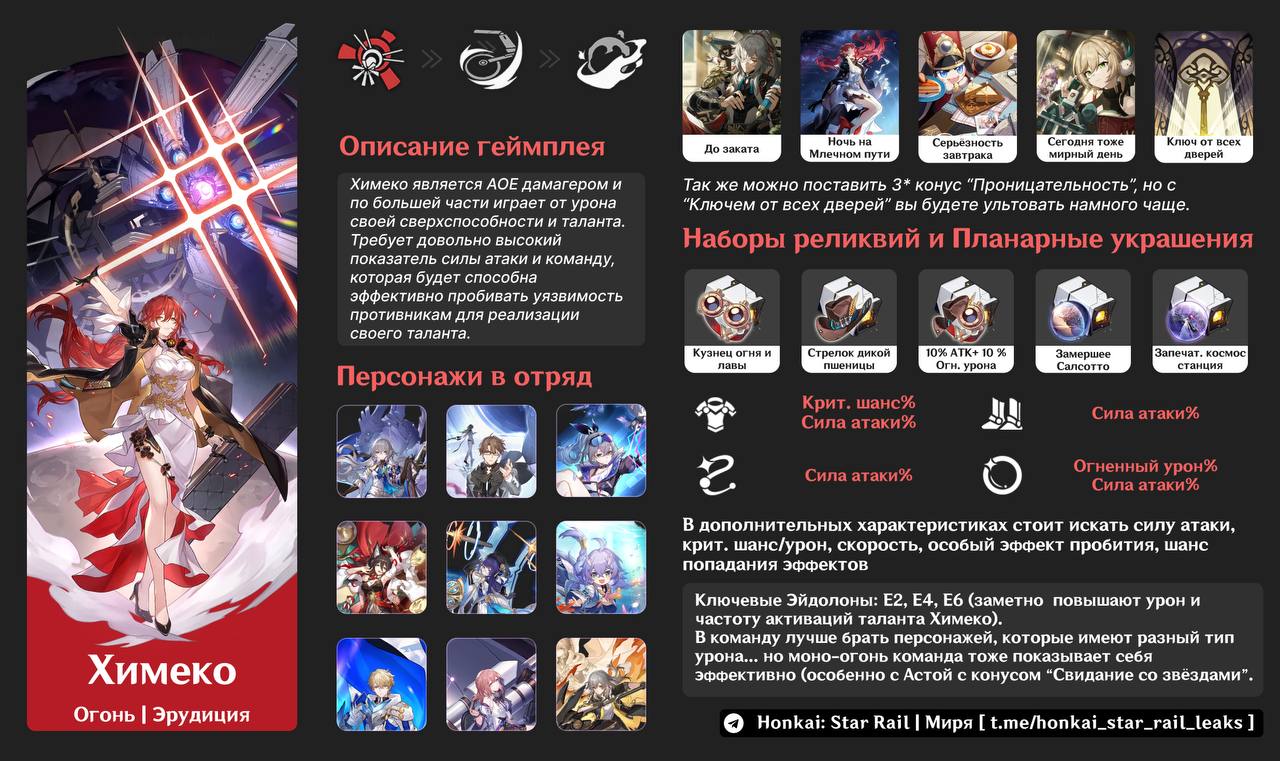 Химеко
Огонь | Эрудиция
Описание геймплея
Химеко является АОЕ дамагером и
по большей части играет от урона
своей сверхспособности и таланта.
Требует довольно высокий
показатель силы атаки и команду,
которая будет способна
эффективно пробивать уязвимость
противникам для реализации
своего таланта.
Персонажи в отряд
До заката
Ночь на
Млечном пути
Серьёзность
завтрака
Сегодня тоже
мирный день
Ключ от всех
дверей
Так же можно поставить 3* конус “Проницательность”, но с
“Ключем от всех дверей” вы будете ультовать намного чаще.
Наборы реликвий и Планарные украшения
Кузнец огня и
лавы
Стрелок дикой
пшеницы
10% АТК+ 10 %
Огн. урона
Замершее
Салсотто
Запечат. космос
станция
Крит. шанс%
Сила атаки%
Сила атаки%
Сила атаки%
Огненный урон%
Сила атаки%
В дополнительных характеристиках стоит искать силу атаки,
крит. шанс/урон, скорость, особый эффект пробития, шанс
попадания эффектов
Ключевые Эйдолоны: Е2, Е4, Е6 (заметно повышают урон и
частоту активаций таланта Химеко).
В команду лучше брать персонажей, которые имеют разный тип
урона... но моно-огонь команда тоже показывает себя
эффективно (особенно с Астой с конусом “Свидание со звёздами”.
Honkai: Star Rail | Миря [ t.me/honkai_star_rail_leaks ]